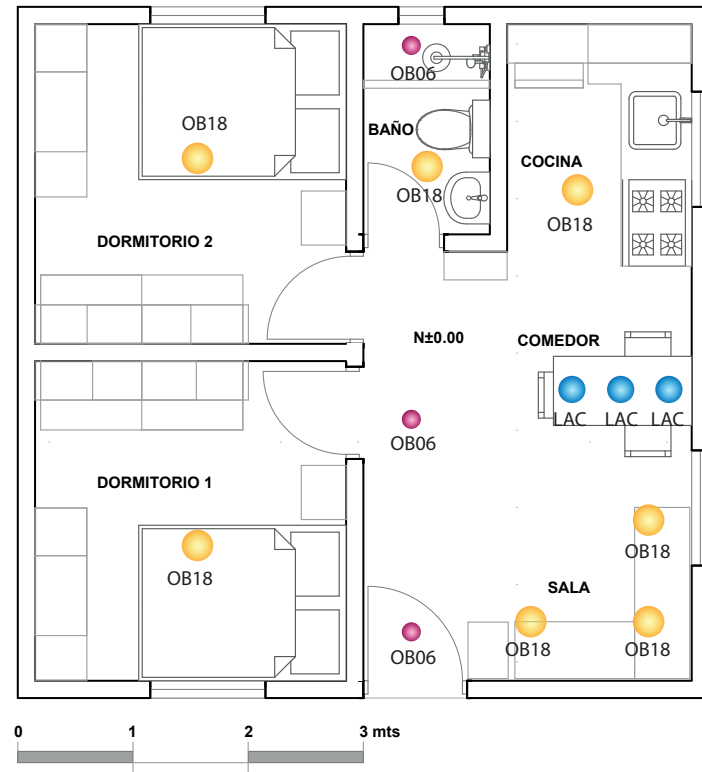 OB06
OB18
BAÑO
OB18
COCINA
OB18
DORMITORIO 2
N±0.00
COMEDOR
LAC LAC LAC
OB06
DORMITORIO 1
OB18
OB18
SALA
OB06
OB18
OB18
0 1 2 3 mts